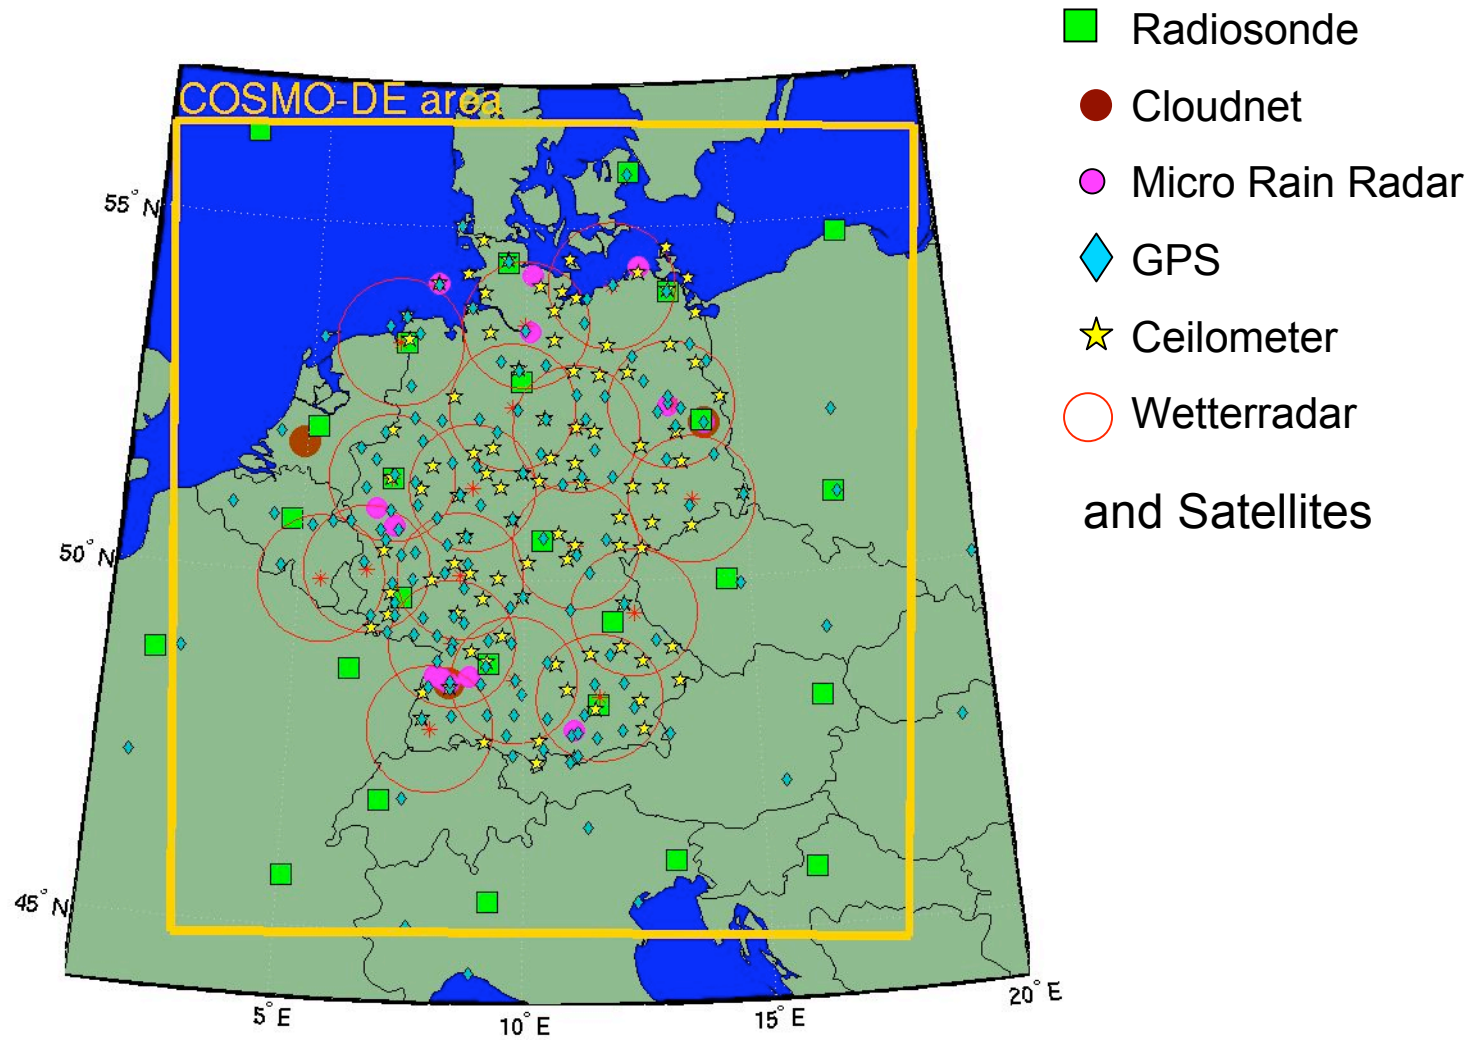 Radiosonde
COSMO-DE area
Cloudnet
Micro Rain Radar
55° N
GPS
Ceilometer
Wetterradar
and Satellites
50° N
45° N
5° E
10° E
15° E
20° E